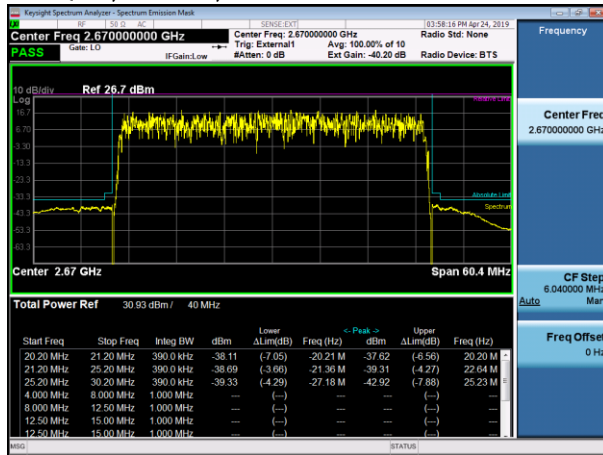 Keysight Spectrum Analyzer - Spectrum Emission Mask
RF 50 Ω AC SENSE:EXT 03:58:16 PM Apr 24, 2019
Center Freq 2.670000000 GHz Center Freq: 2.670000000 GHz Radio Std: None Frequency
PASS Gate: LO IFGain:Low Trig: External1 Avg: 100.00% of 10
#Atten: 0 dB Ext Gain: -40.20 dB Radio Device: BTS
10 dB/div Ref 26.7 dBm
Log
16.7
6.70
-3.30
-13.3
-23.3
-33.3
-43.3
-53.3
-63.3
Absolute Limit
Spectrum
Center 2.67 GHz Span 60.4 MHz
Center Freq
2.670000000 GHz
CF Step
6.040000 MHz
Auto Man
Freq Offset
0 Hz
Total Power Ref 30.93 dBm / 40 MHz
Lower <- Peak -> Upper
Start Freq Stop Freq Integ BW dBm ΔLim(dB) Freq (Hz) dBm ΔLim(dB) Freq (Hz)
20.20 MHz 21.20 MHz 390.0 kHz -38.11 (-7.05) -20.21 M -37.62 (-6.56) 20.20 M
21.20 MHz 25.20 MHz 390.0 kHz -38.69 (-3.66) -21.36 M -39.31 (-4.27) 22.64 M
25.20 MHz 30.20 MHz 390.0 kHz -39.33 (-4.29) -27.18 M -42.92 (-7.88) 25.23 M
4.000 MHz 8.000 MHz 1.000 MHz --- (---) --- --- (---) ---
8.000 MHz 12.50 MHz 1.000 MHz --- (---) --- --- (---) ---
12.50 MHz 15.00 MHz 1.000 MHz --- (---) --- --- (---) ---
12.50 MHz 15.00 MHz 1.000 MHz --- (---) --- --- (---) ---
MSG STATUS